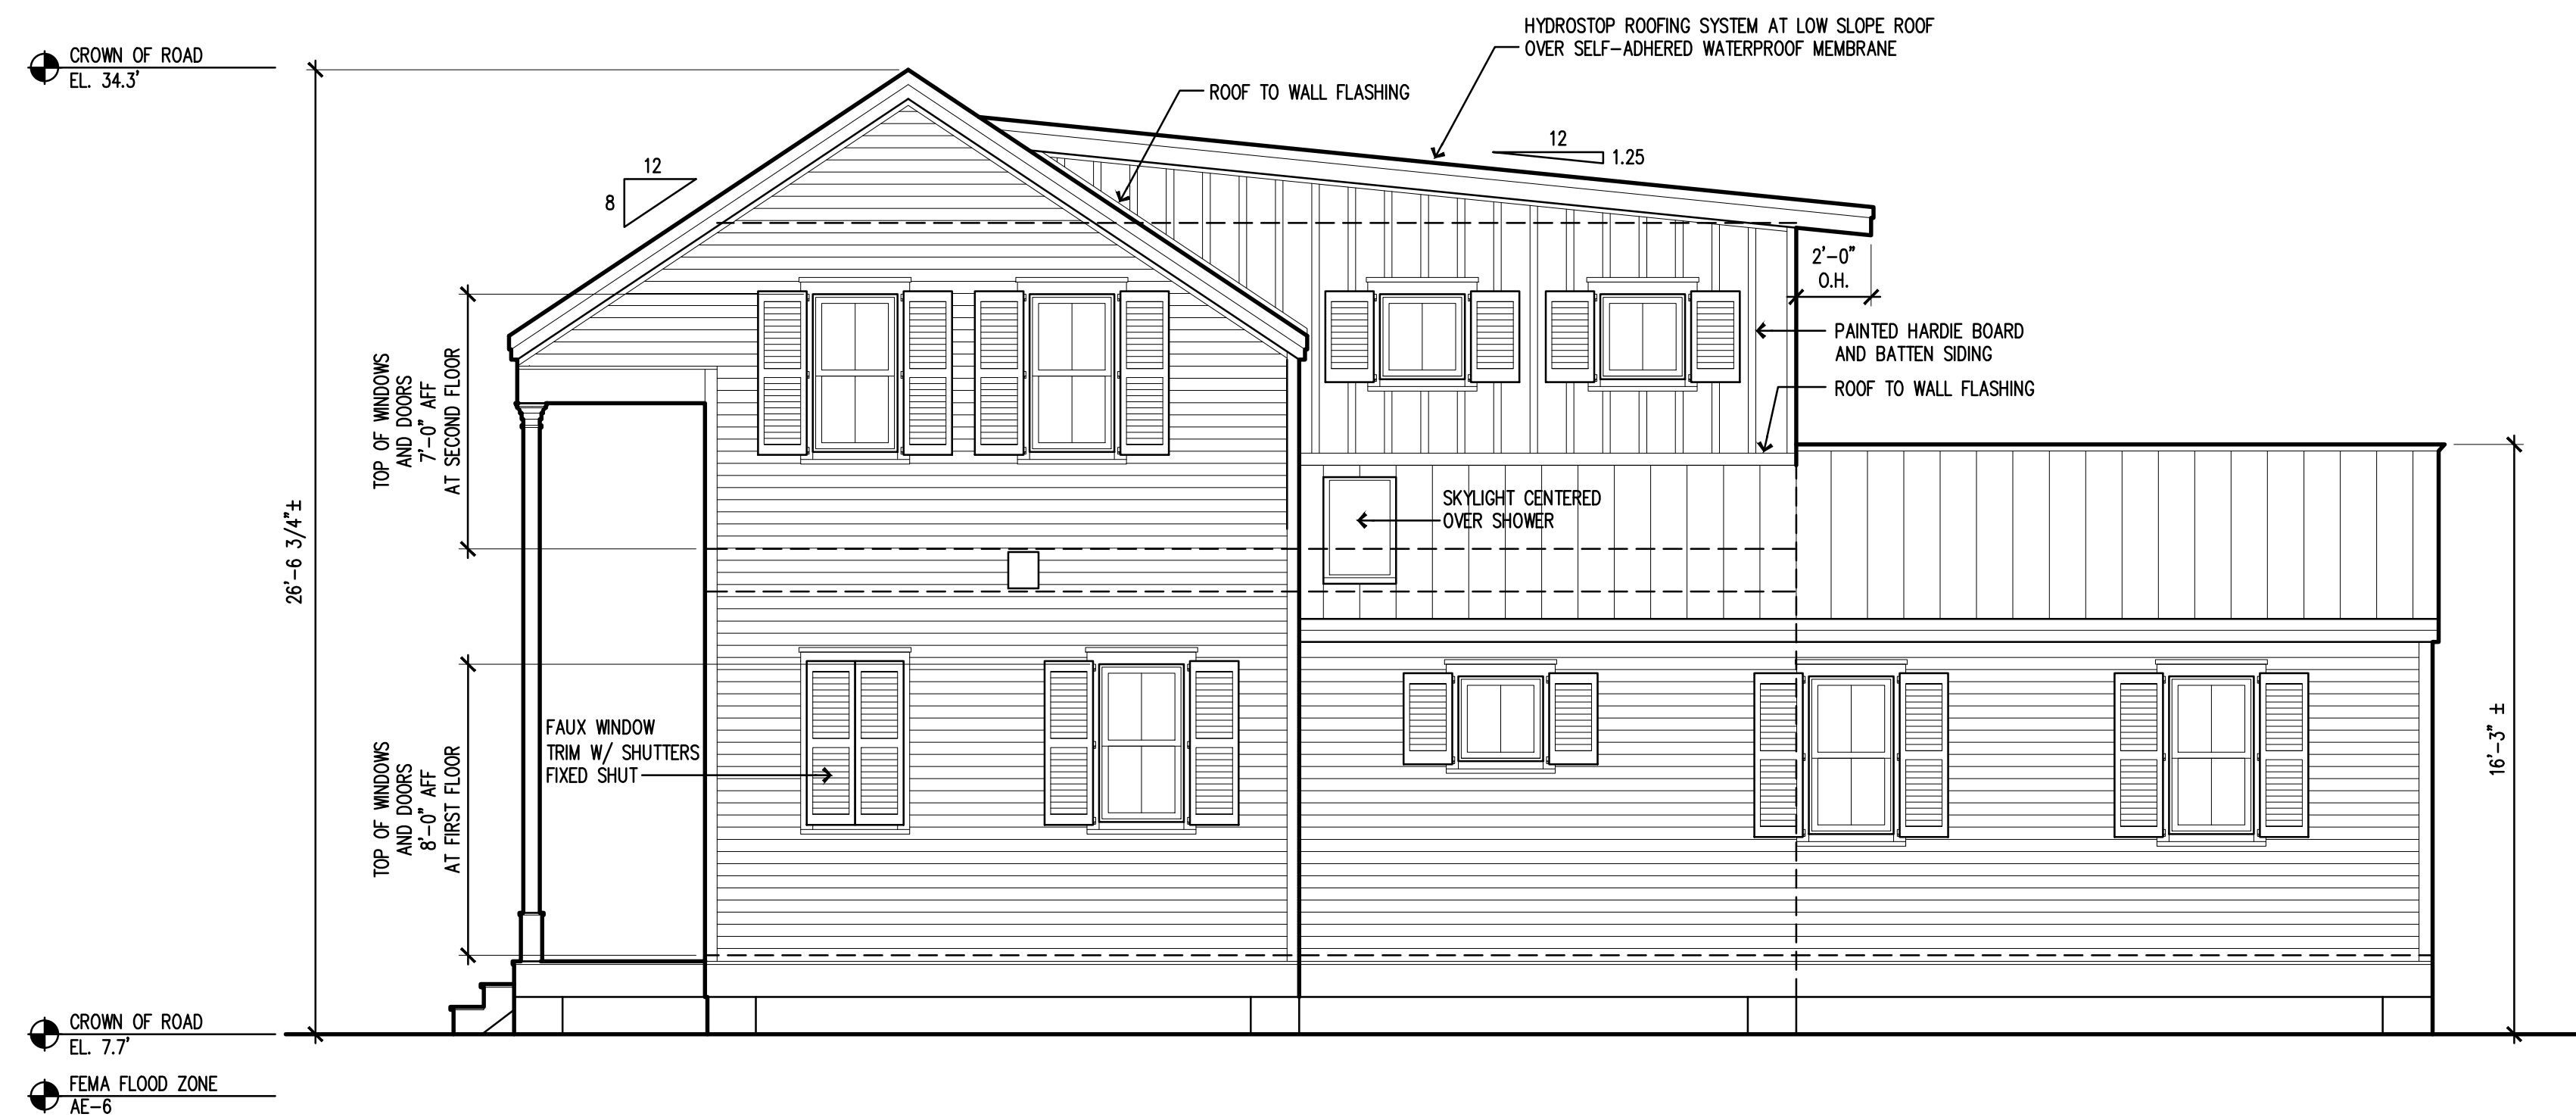 HYDROSTOP ROOFING SYSTEM AT LOW SLOPE ROOF
OVER SELF-ADHERED WATERPROOF MEMBRANE
CROWN OF ROAD
EL. 34.3'
ROOF TO WALL FLASHING
12
1.25
12
8
2'-0"
O.H.
PAINTED HARDIE BOARD
AND BATTEN SIDING
ROOF TO WALL FLASHING
TOP OF WINDOWS
AND DOORS
7'-0" AFF
AT SECOND FLOOR
SKYLIGHT CENTERED
OVER SHOWER
26'-6 3/4"±
FAUX WINDOW
TRIM W/ SHUTTERS
FIXED SHUT
TOP OF WINDOWS
AND DOORS
8'-0" AFF
AT FIRST FLOOR
16'-3" ±
CROWN OF ROAD
EL. 7.7'
FEMA FLOOD ZONE
AE-6